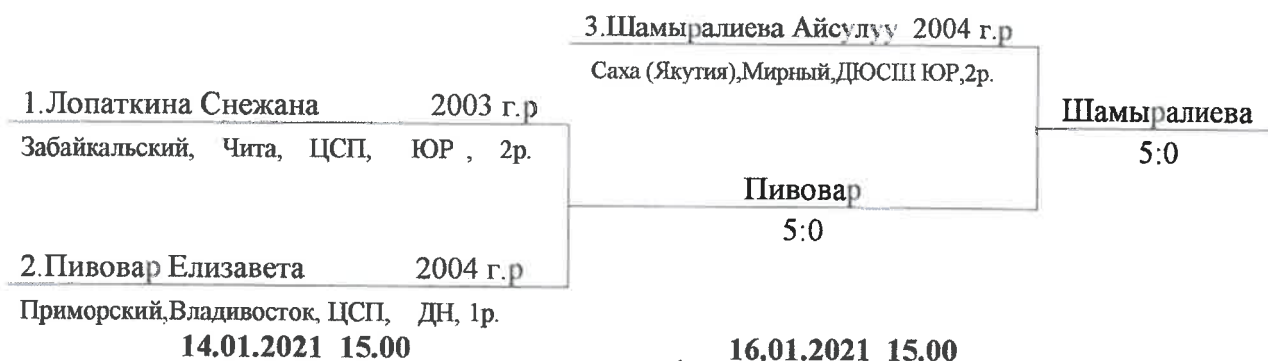 3.Шамыралиева Айсулуу 2004 г.р
Саха (Якутия),Мирный,ДЮСШ ЮР,2р.
1.Лопаткина Снежана 2003 г.р
Шамыралиева
Забайкальский, Чита, ЦСП, ЮР , 2р.
5:0
Пивовар
5:0
2.Пивовар Елизавета 2004 г.р
Приморский,Владивосток, ЦСП, ДН, 1р.
14.01.2021 15.00
16.01.2021 15.00